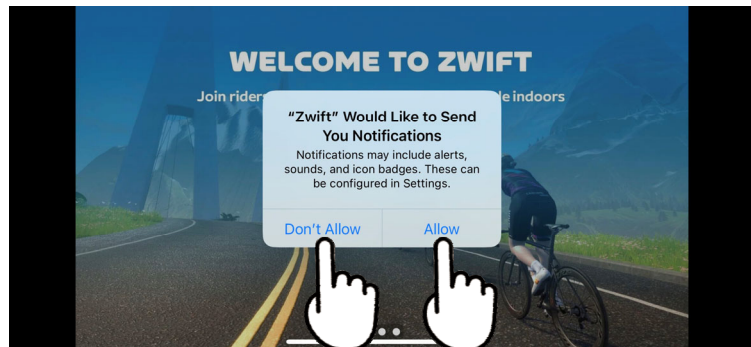 WELCOME TO ZWIFT
Join rider
le indoors
“Zwift” Would Like to Send
You Notifications
Notifications may include alerts,
sounds, and icon badges. These can
be configured in Settings.
Don’t Allow
Allow